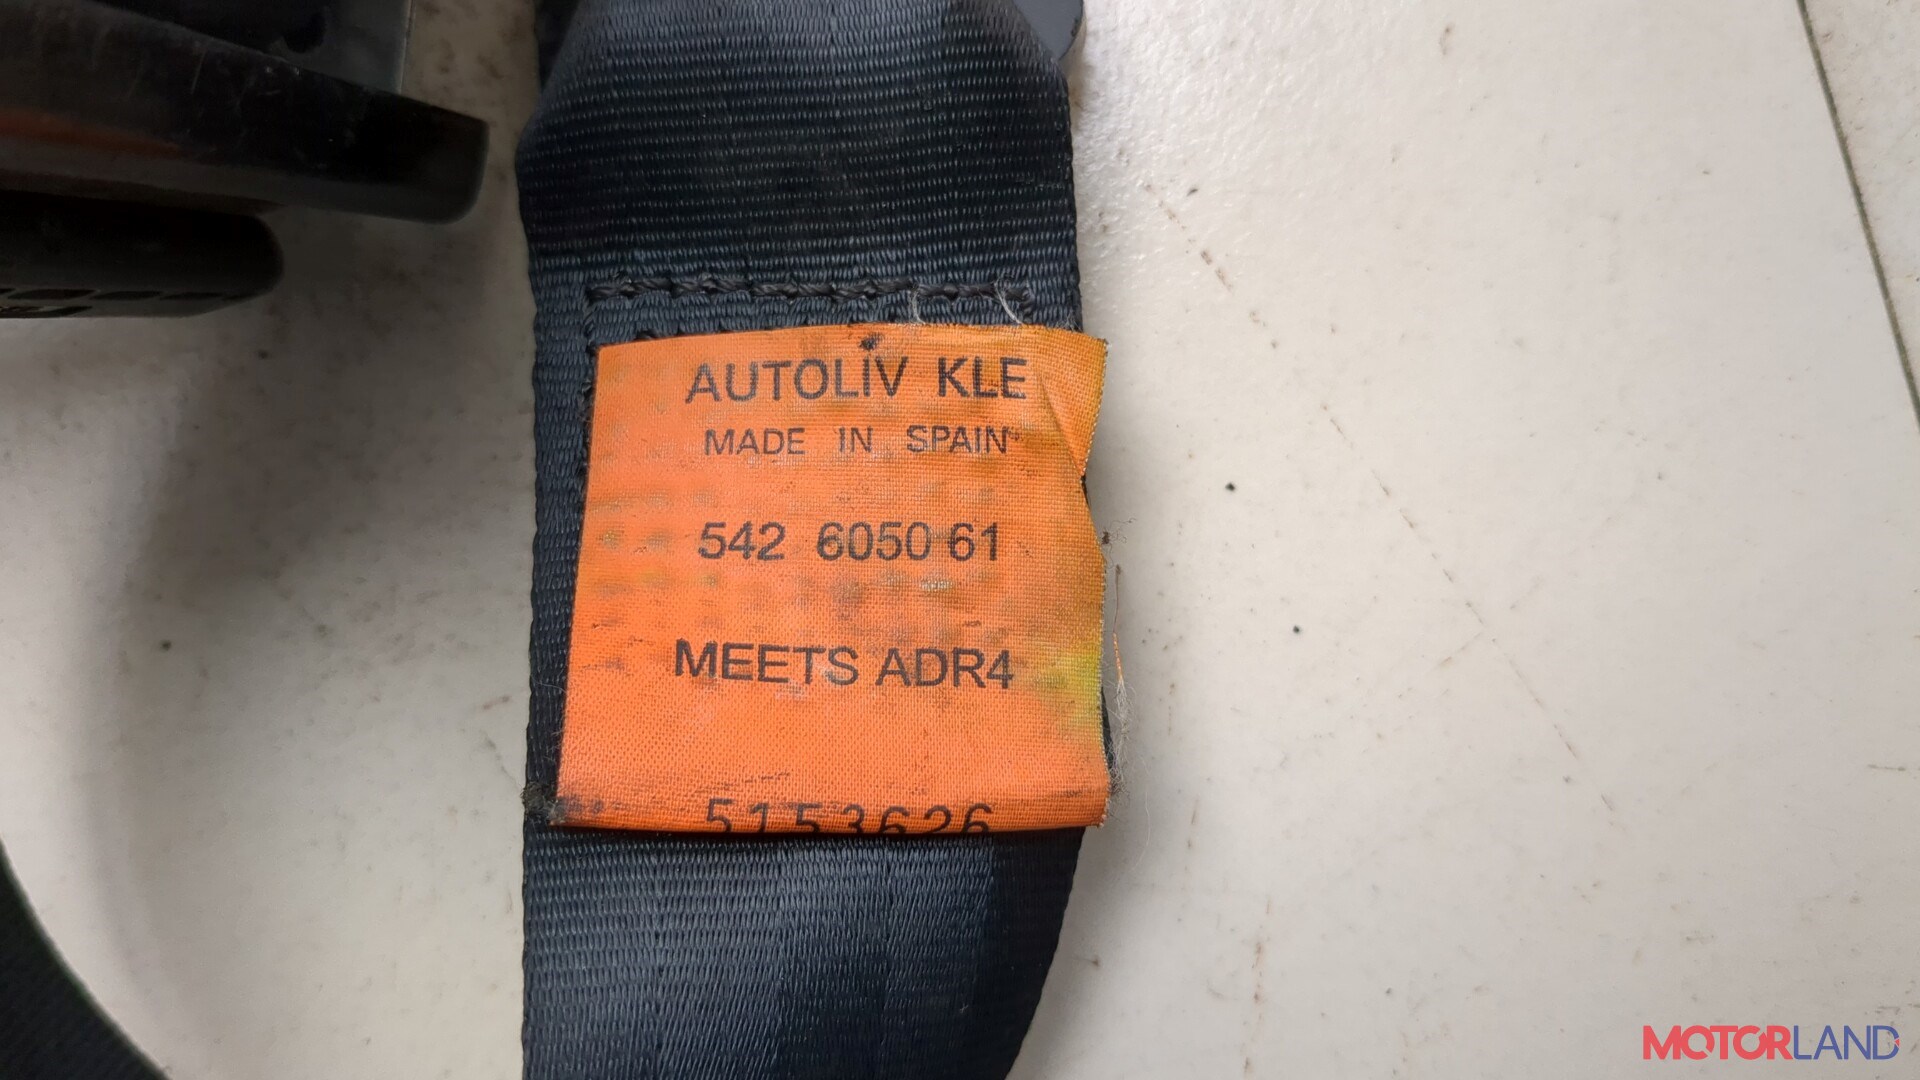 AUTOLIV KLE
MADE IN SPAIN
542 6050 61
MEETS ADR4
5153626
MOTORLAND